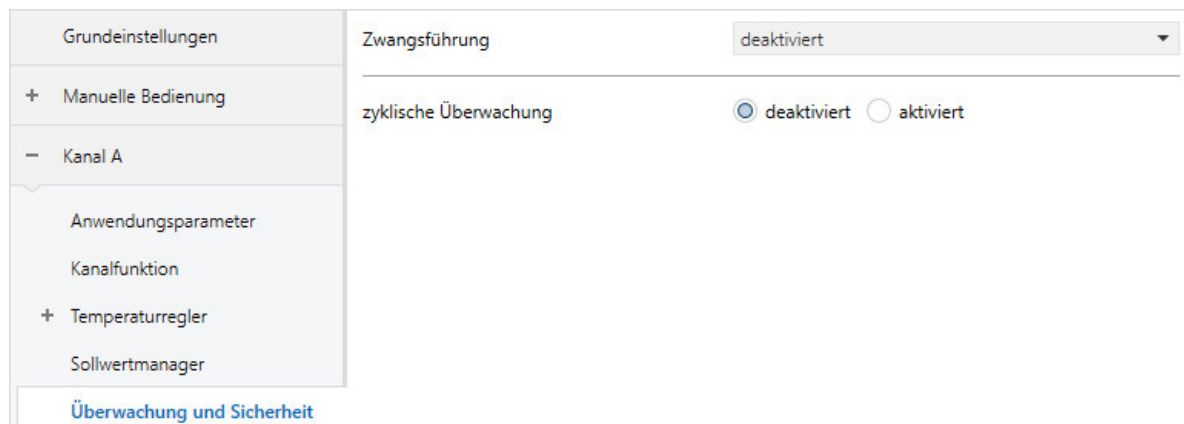 Grundeinstellungen
Zwangsführung deaktiviert
+ Manuelle Bedienung
zyklische Überwachung deaktiviert aktiviert
− Kanal A
Anwendungsparameter
Kanalfunktion
+ Temperaturregler
Sollwertmanager
Überwachung und Sicherheit